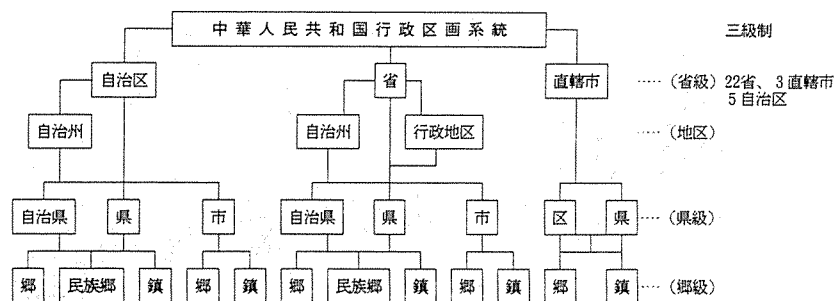 中華人民共和国行政区画系統 三級制
自治区 省 直轄市 ……（省級）22省、3直轄市
5自治区
自治州 自治州 行政地区 ……（地区）
自治県 県 市 自治県 県 市 区 県 ……（県級）
郷 民族郷 鎮 郷 鎮 郷 民族郷 鎮 郷 鎮 郷 鎮 ……（郷級）